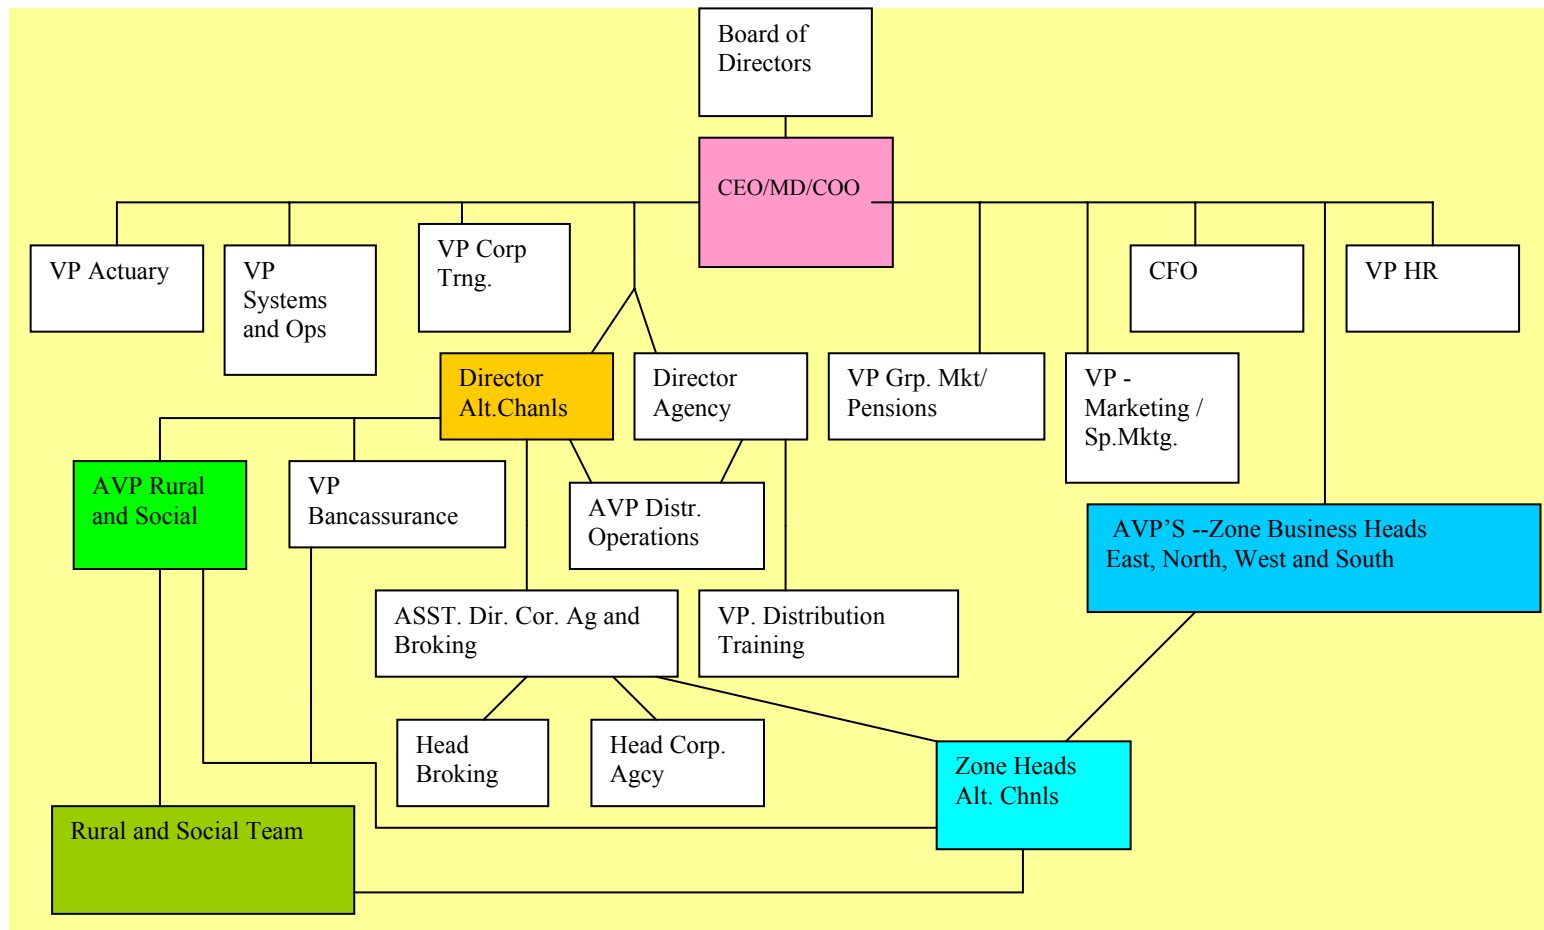 Board of
Directors
CEO/MD/COO
VP Actuary
VP
Systems
and Ops
VP Corp
Trng.
CFO
VP HR
Director
Alt.Chanls
Director
Agency
VP Grp. Mkt/
Pensions
VP -
Marketing /
Sp.Mktg.
AVP Rural
and Social
VP
Bancassurance
AVP Distr.
Operations
AVP’S --Zone Business Heads
East, North, West and South
ASST. Dir. Cor. Ag and
Broking
VP. Distribution
Training
Head
Broking
Head Corp.
Agcy
Zone Heads
Alt. Chnls
Rural and Social Team